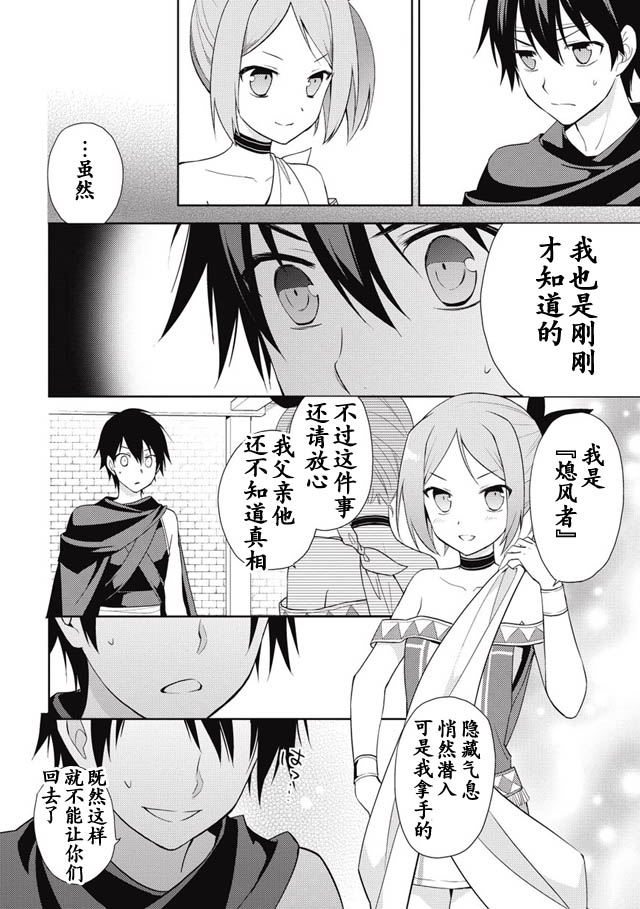 …虽然
我也是刚刚
才知道的
我是
『熄风者』
不过这件事
还请放心
我父亲他
还不知道真相
隐藏气息
悄然潜入
可是我拿手的
既然这样
就不能让你们
回去了